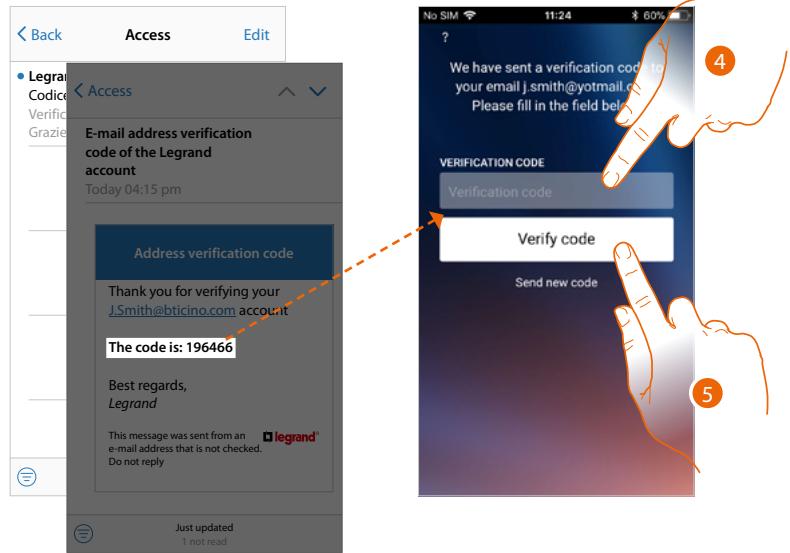 Back
Access
Edit
Codice
Grazie
Access
E-mail address verification
code of the Legrand
account
Today 04:15 pm
Address verification code
Thank you for verifying your
J.Smith@bticino.com account
The code is: 196466
Best regards,
Legrand
This message was sent from an
e-mail address that is not checked.
Do not reply
legrand®
Just updated
1 not read
No SIM
11:24
60%
?
We have sent a verification code to
your email j.smith@yotmail.c
Please fill in the field bel
VERIFICATION CODE
Verification code
Verify code
Send new code
4
5